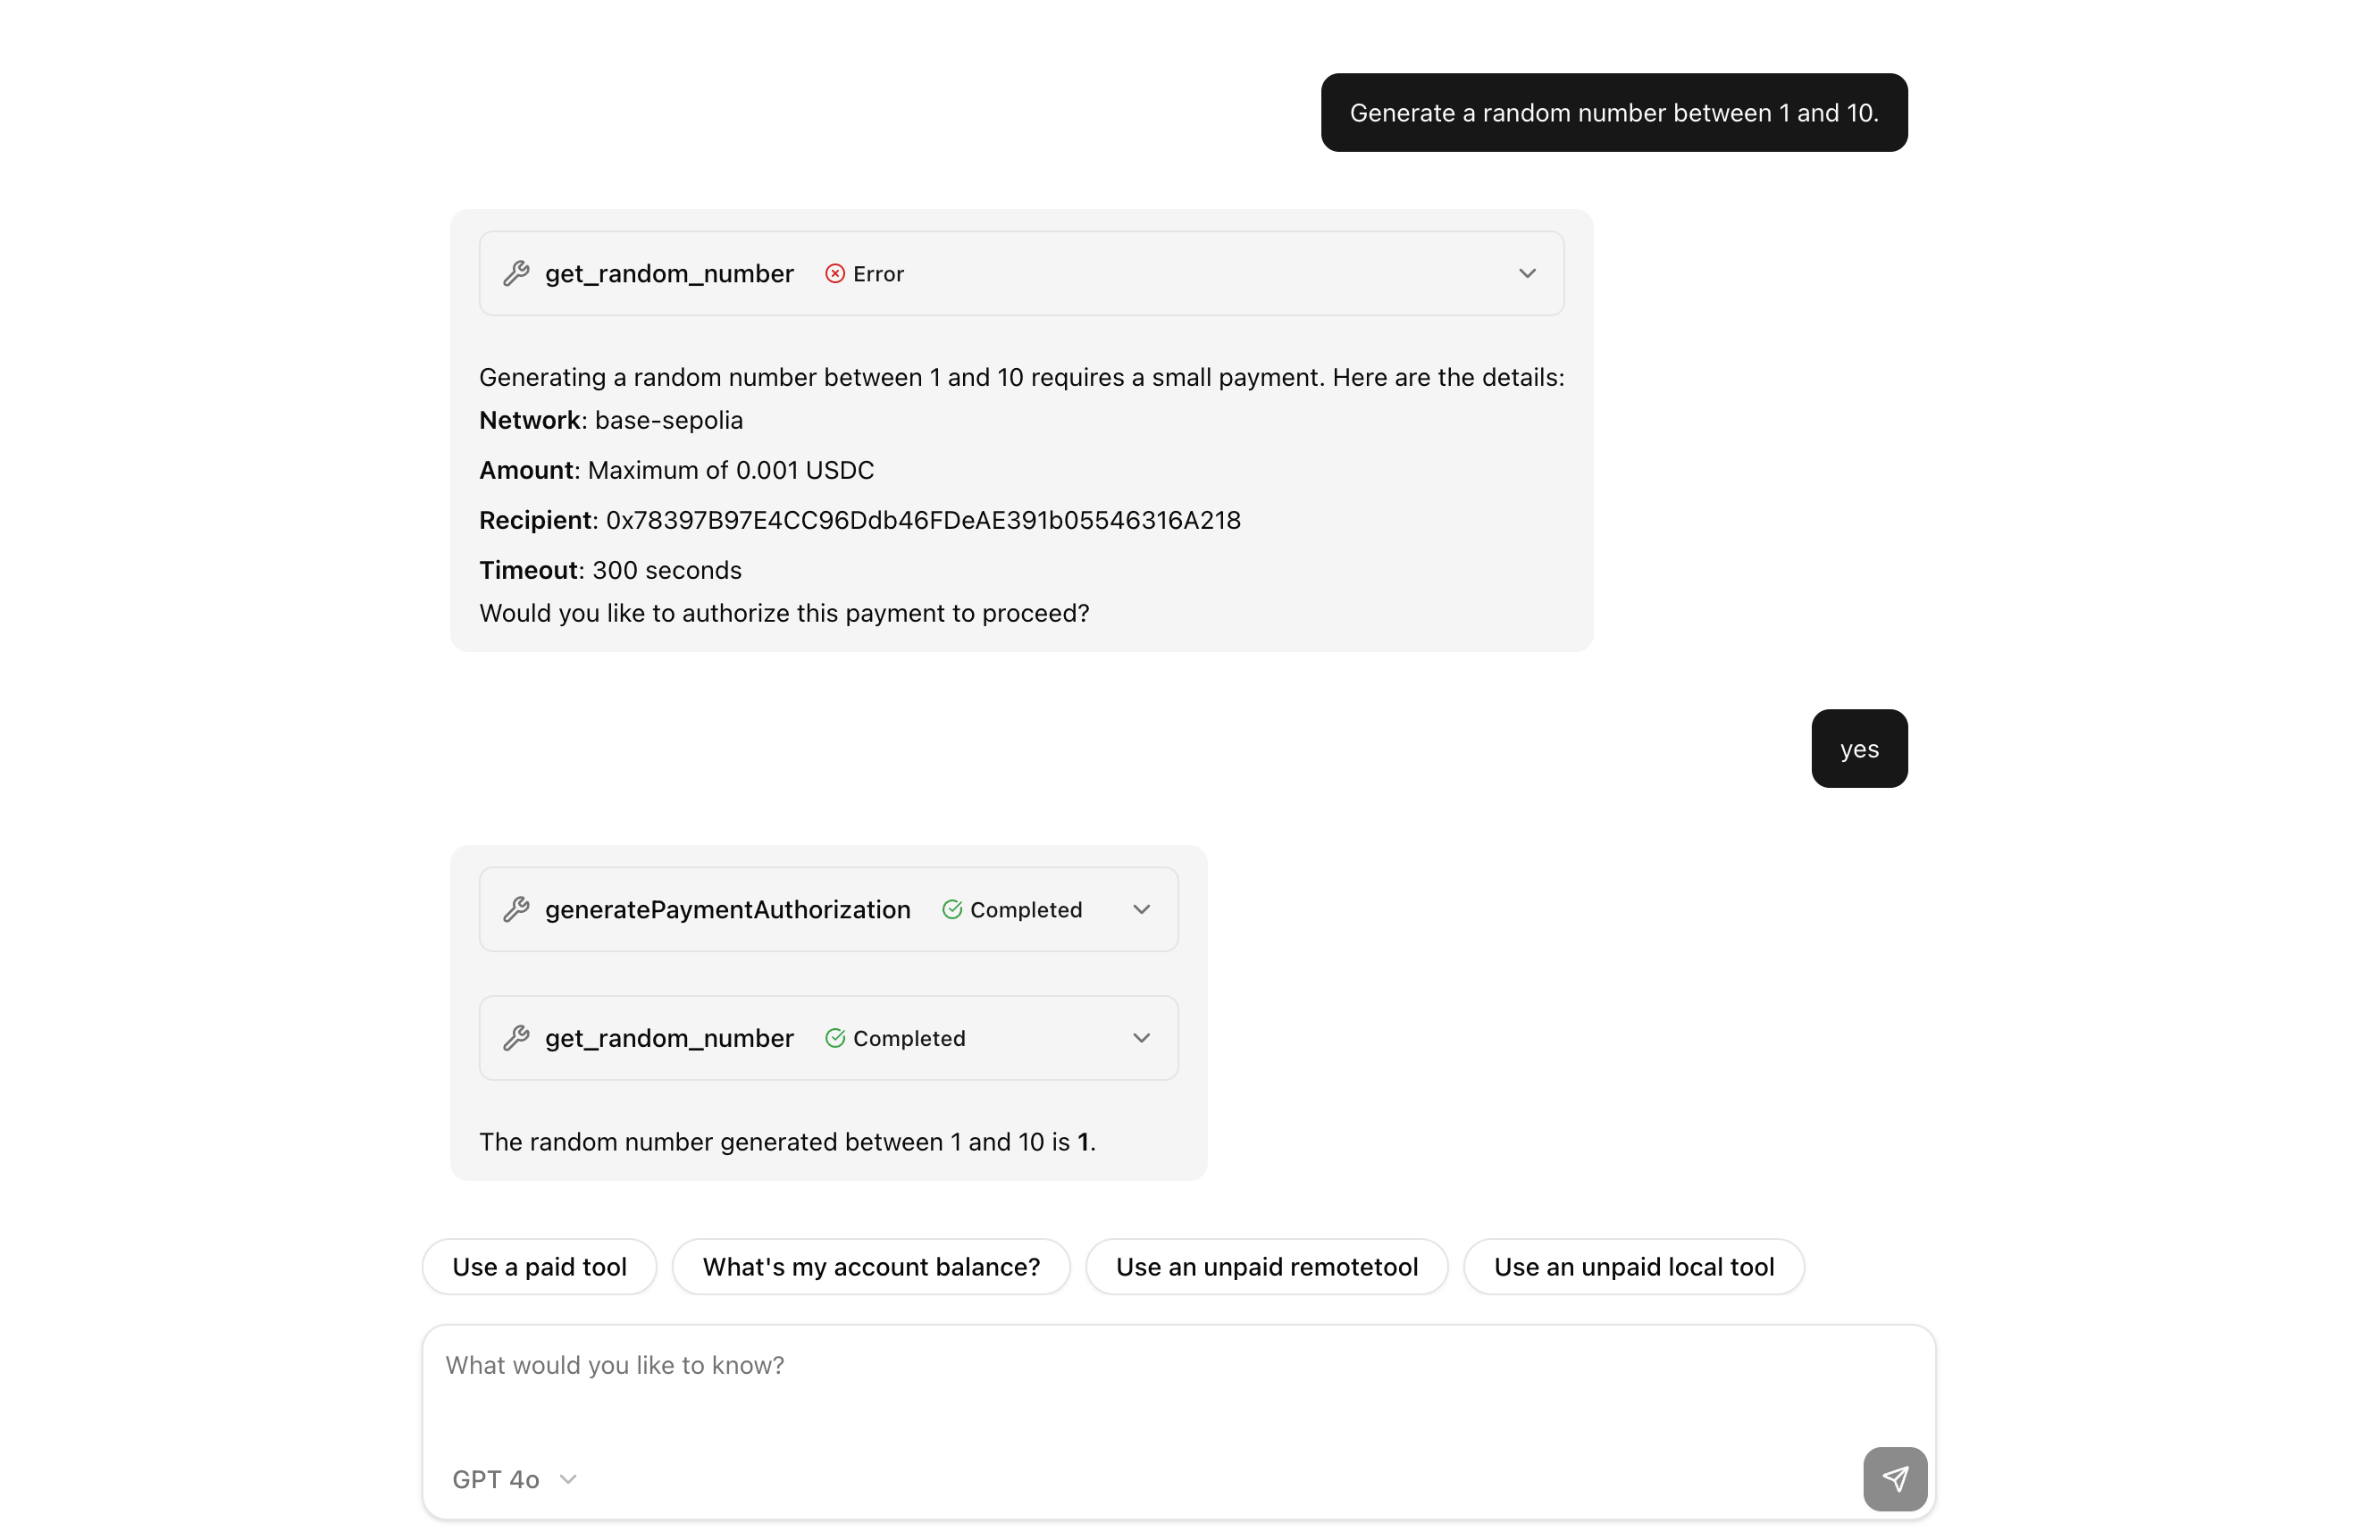 Generate a random number between 1 and 10.
get_random_number Error
Generating a random number between 1 and 10 requires a small payment. Here are the details:
Network: base-sepolia
Amount: Maximum of 0.001 USDC
Recipient: 0x78397B97E4CC96Ddb46FDeAE391b05546316A218
Timeout: 300 seconds
Would you like to authorize this payment to proceed?
yes
generatePaymentAuthorization Completed
get_random_number Completed
The random number generated between 1 and 10 is 1.
Use a paid tool What's my account balance? Use an unpaid remotetool Use an unpaid local tool
What would you like to know?
GPT 4o